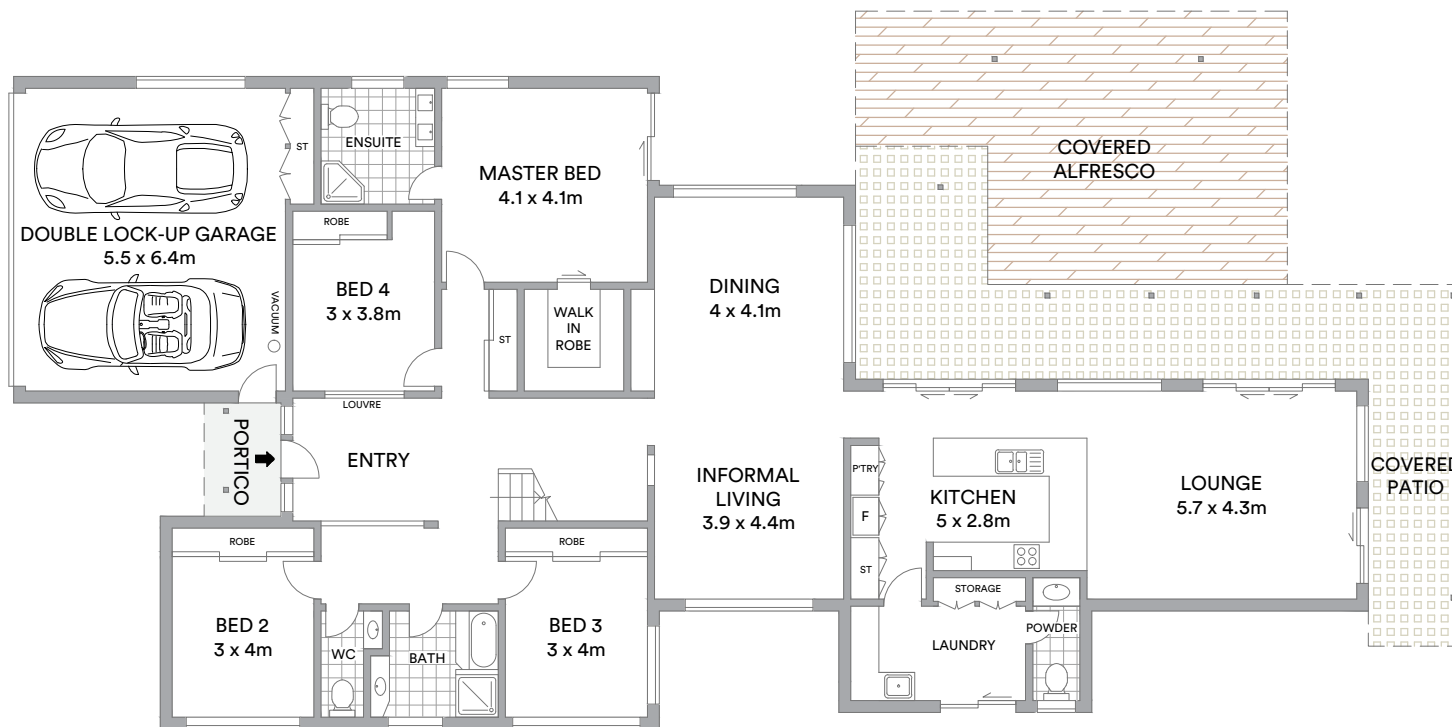 COVERED
ALFRESCO
ENSUITE
ST
MASTER BED
4.1 x 4.1m
ROBE
DOUBLE LOCK-UP GARAGE
5.5 x 6.4m
VACUUM
BED 4
3 x 3.8m
DINING
4 x 4.1m
ST
WALK
IN
ROBE
LOUVRE
PORTICO
ENTRY
INFORMAL
LIVING
3.9 x 4.4m
P'TRY
F
ST
KITCHEN
5 x 2.8m
LOUNGE
5.7 x 4.3m
COVERED
PATIO
ROBE
ROBE
STORAGE
BED 2
3 x 4m
WC
BATH
BED 3
3 x 4m
LAUNDRY
POWDER